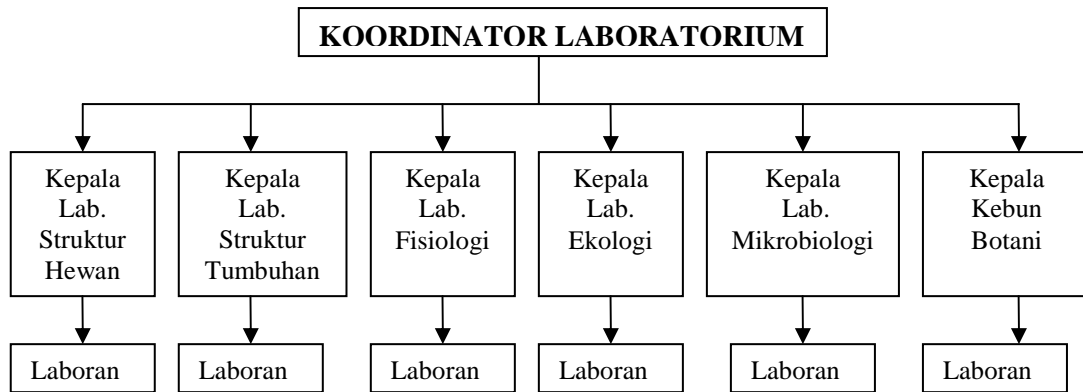 KOORDINATOR LABORATORIUM
Kepala
Lab.
Struktur
Hewan
Kepala
Lab.
Struktur
Tumbuhan
Kepala
Lab.
Fisiologi
Kepala
Lab.
Ekologi
Kepala
Lab.
Mikrobiologi
Kepala
Kebun
Botani
Laboran
Laboran
Laboran
Laboran
Laboran
Laboran